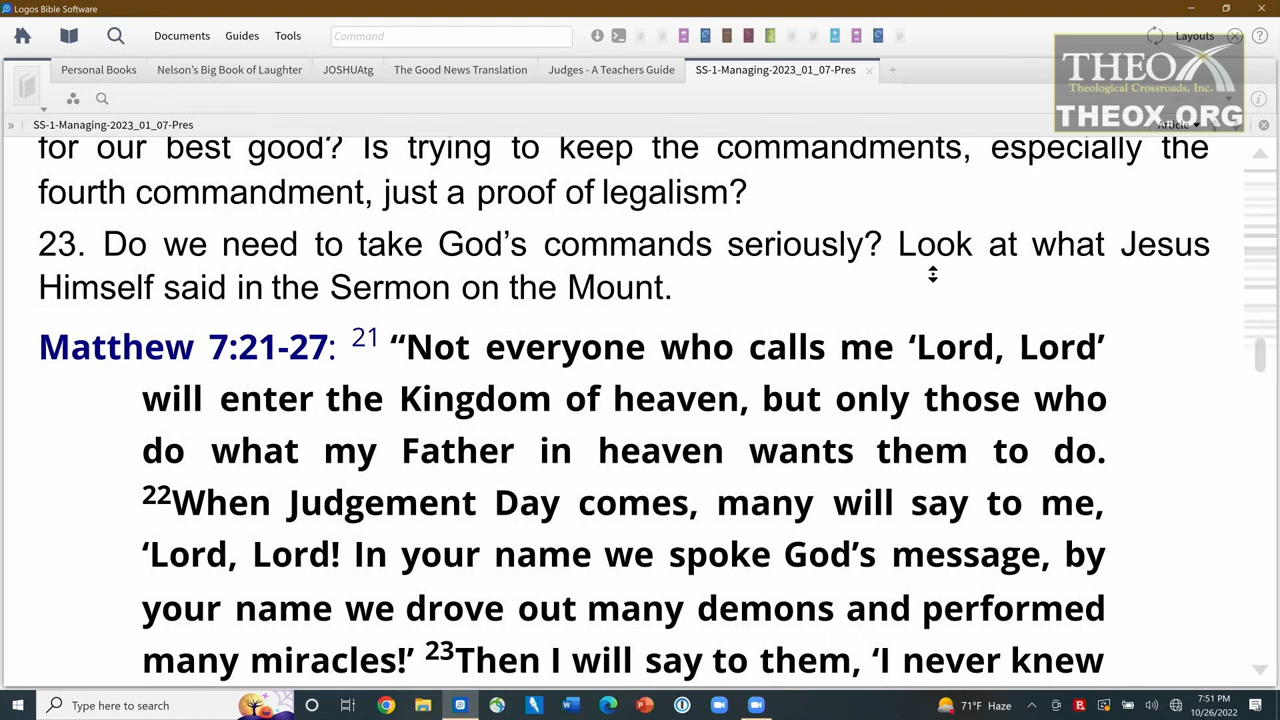 Logos Bible Software
Documents Guides Tools Command Layouts
THEOX
Theological Crossroads, Inc.
THEOX.ORG
Personal Books Nelson's Big Book of Laughter JOSHUAtg The Good News Translation Judges - A Teachers Guide SS-1-Managing-2023_01_07-Pres
SS-1-Managing-2023_01_07-Pres Article
for our best good? Is trying to keep the commandments, especially the
fourth commandment, just a proof of legalism?
23. Do we need to take God’s commands seriously? Look at what Jesus
Himself said in the Sermon on the Mount.
Matthew 7:21-27: 21 “Not everyone who calls me ‘Lord, Lord’
will enter the Kingdom of heaven, but only those who
do what my Father in heaven wants them to do.
22When Judgement Day comes, many will say to me,
‘Lord, Lord! In your name we spoke God’s message, by
your name we drove out many demons and performed
many miracles!’ 23Then I will say to them, ‘I never knew
Type here to search 71°F Haze 7:51 PM
10/26/2022